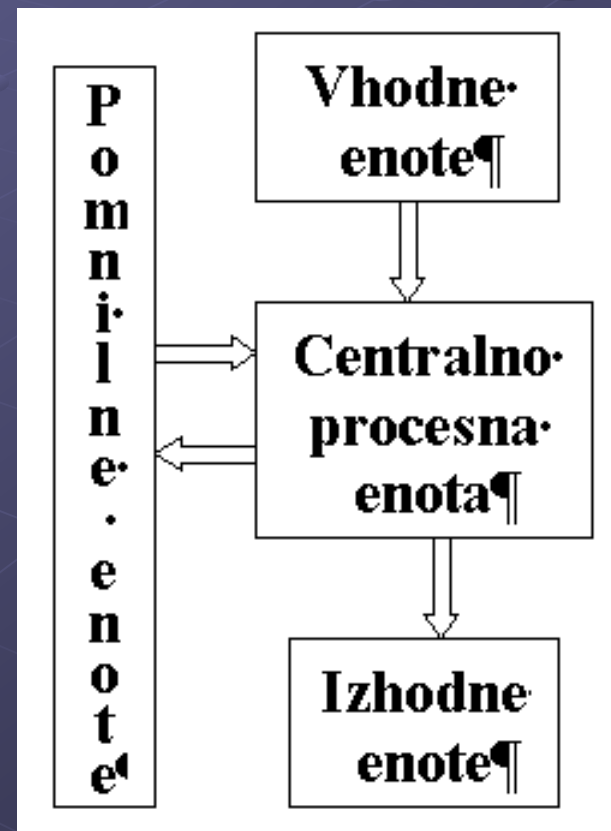 Pomnilne enote¶
Vhodne·
enote¶
Centralno·
procesna·
enota¶
Izhodne·
enote¶